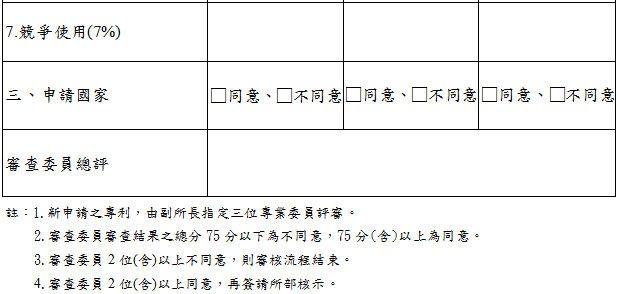 7.競爭使用(7%)
三、申請國家 □同意、□不同意 □同意、□不同意 □同意、□不同意
審查委員總評
註：1.新申請之專利，由副所長指定三位專業委員評審。
2.審查委員審查結果之總分 75 分以下為不同意，75 分(含)以上為同意。
3.審查委員 2 位(含)以上不同意，則審核流程結束。
4.審查委員 2 位(含)以上同意，再簽請所部核示。